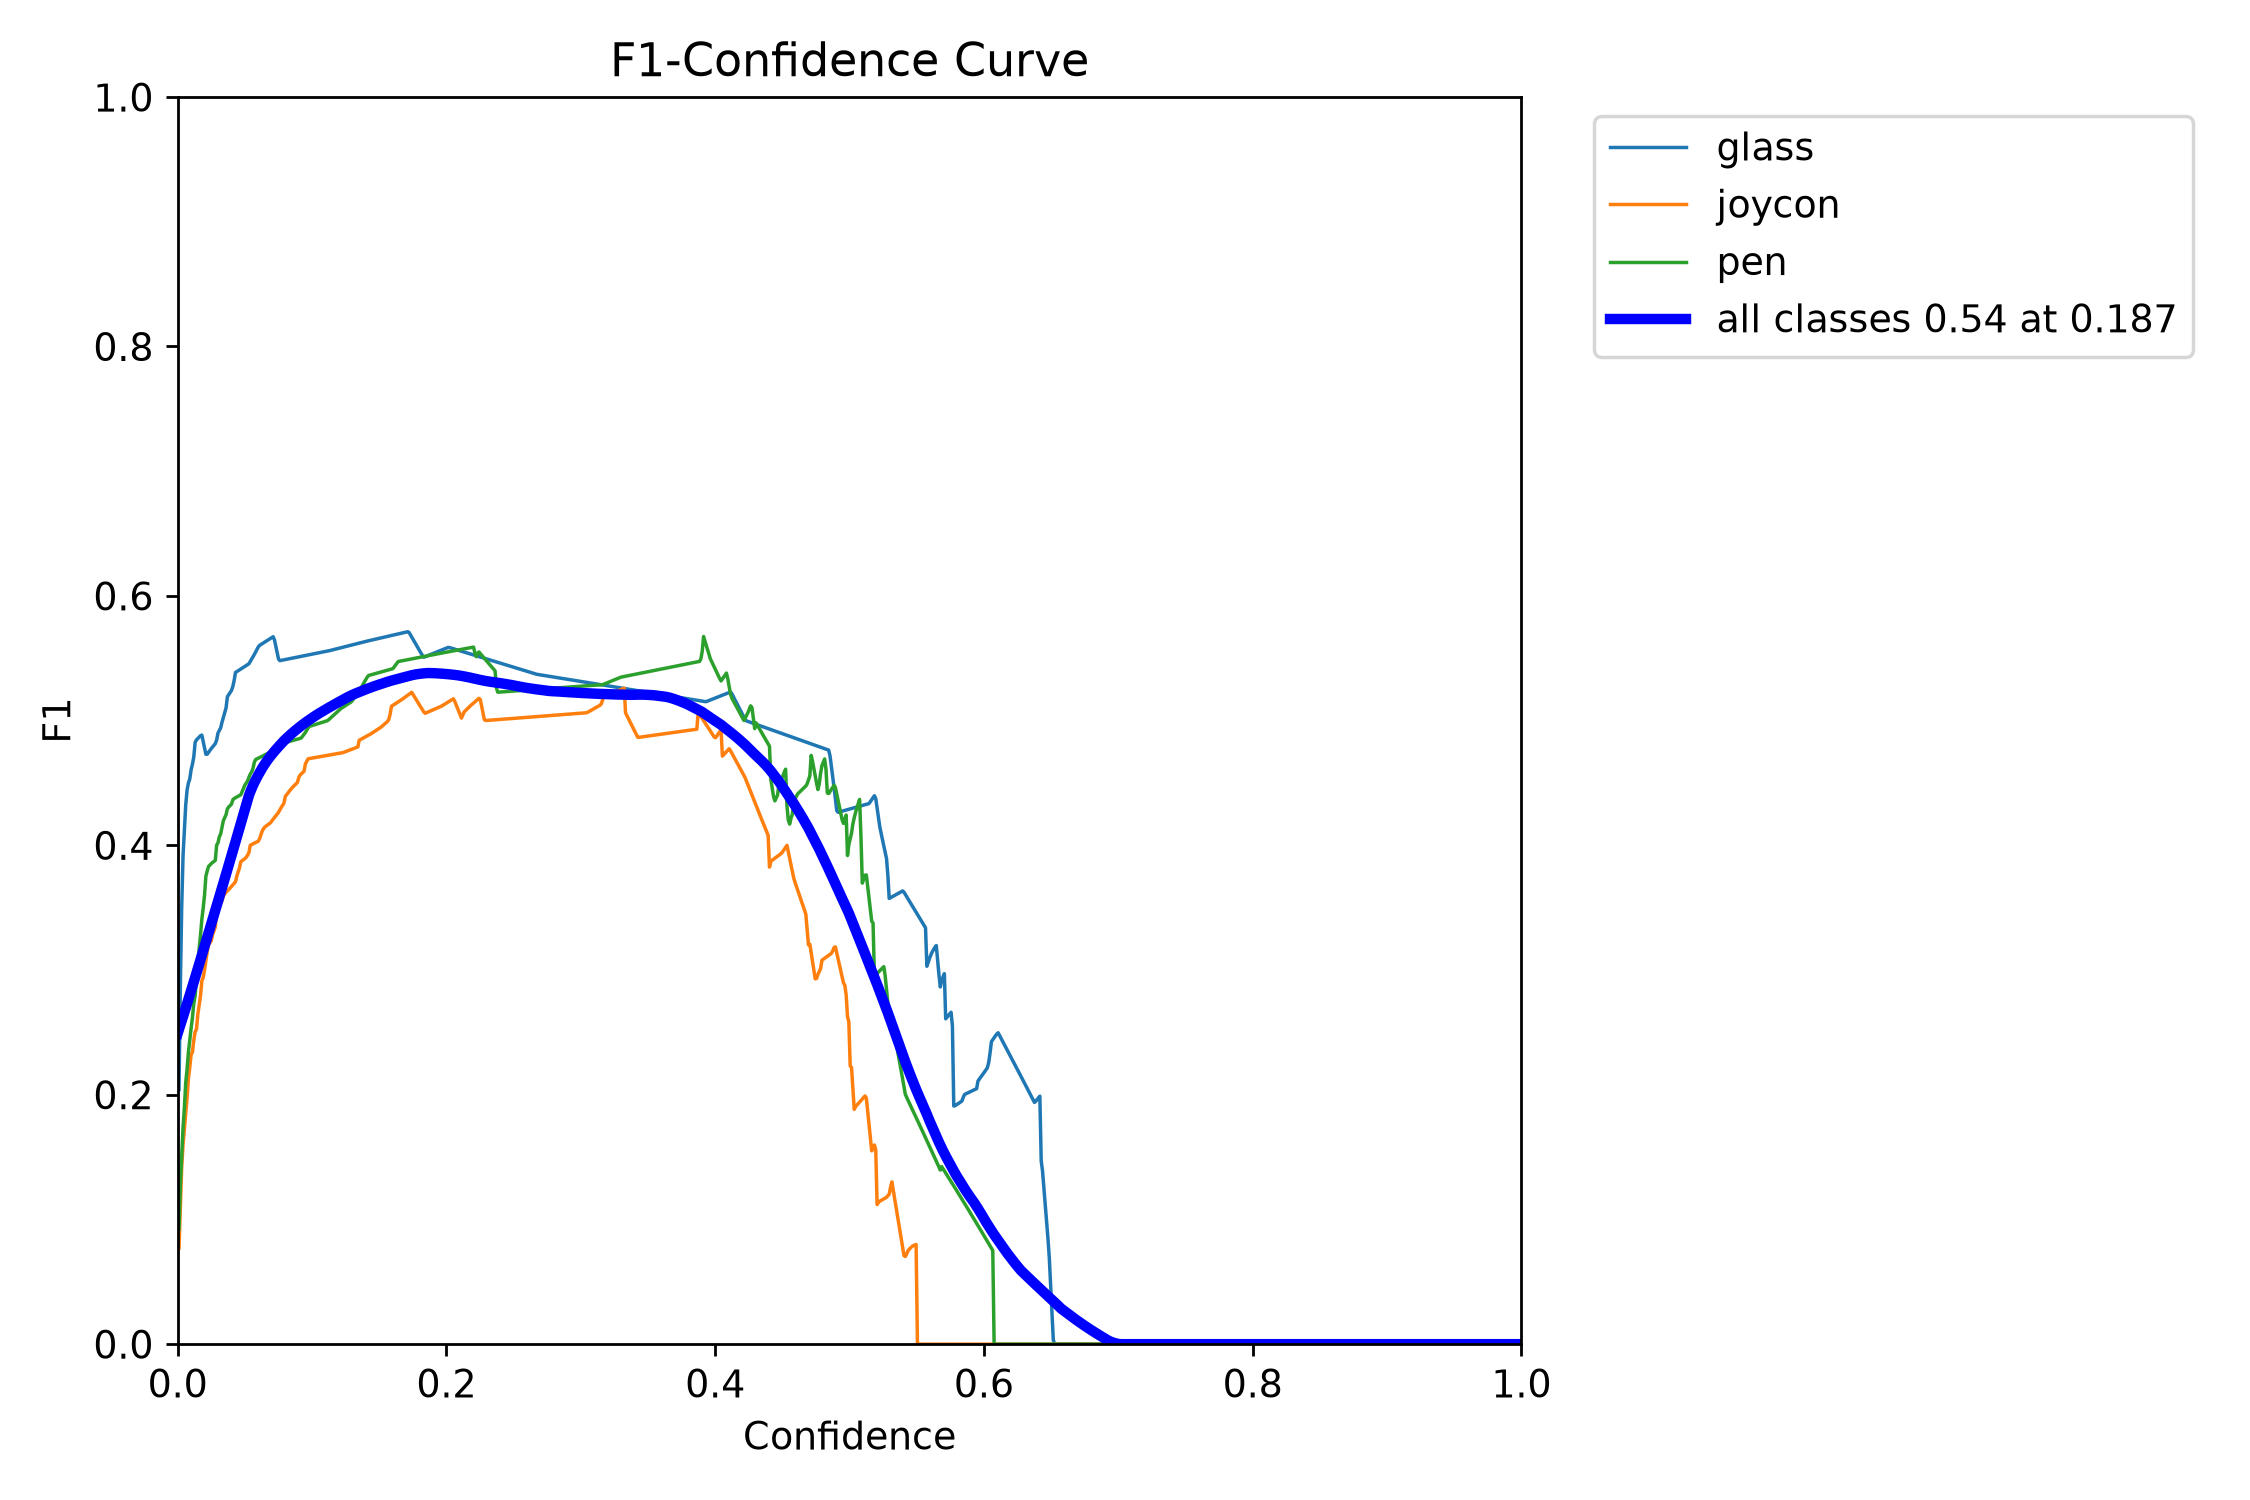 F1-Confidence Curve
1.0
0.8
0.6
0.4
0.2
0.0
F1
0.0 0.2 0.4 0.6 0.8 1.0
Confidence
glass
joycon
pen
all classes 0.54 at 0.187